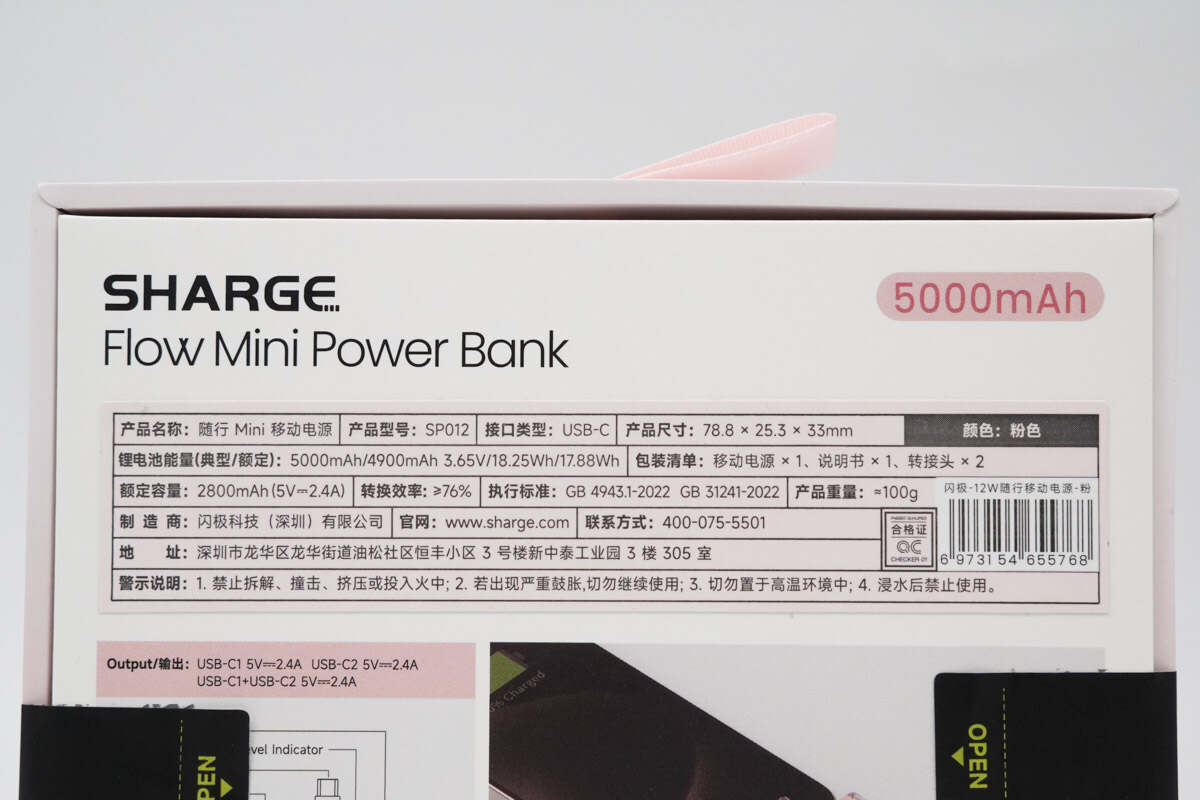 SHARGE
5000mAh
Flow Mini Power Bank
产品名称：随行 Mini 移动电源 产品型号：SP012 接口类型：USB-C 产品尺寸：78.8 × 25.3 × 33mm 颜色：粉色
锂电池能量(典型/额定)：5000mAh/4900mAh 3.65V/18.25Wh/17.88Wh 包装清单：移动电源 × 1、说明书 × 1、转接头 × 2
额定容量：2800mAh (5V⎓2.4A) 转换效率：≥76% 执行标准：GB 4943.1-2022 GB 31241-2022 产品重量：≈100g
闪极-12W随行移动电源-粉
制 造 商：闪极科技（深圳）有限公司 官网：www.sharge.com 联系方式：400-075-5501
合格证
QC
CHECKER 01
6 973154 655768
地 址：深圳市龙华区龙华街道油松社区恒丰小区 3 号楼新中泰工业园 3 楼 305 室
警示说明：1. 禁止拆解、撞击、挤压或投入火中; 2. 若出现严重鼓胀,切勿继续使用; 3. 切勿置于高温环境中; 4. 浸水后禁止使用。
Output/输出：USB-C1 5V⎓2.4A USB-C2 5V⎓2.4A
USB-C1+USB-C2 5V⎓2.4A
Charged
Indicator
OPEN
OPEN